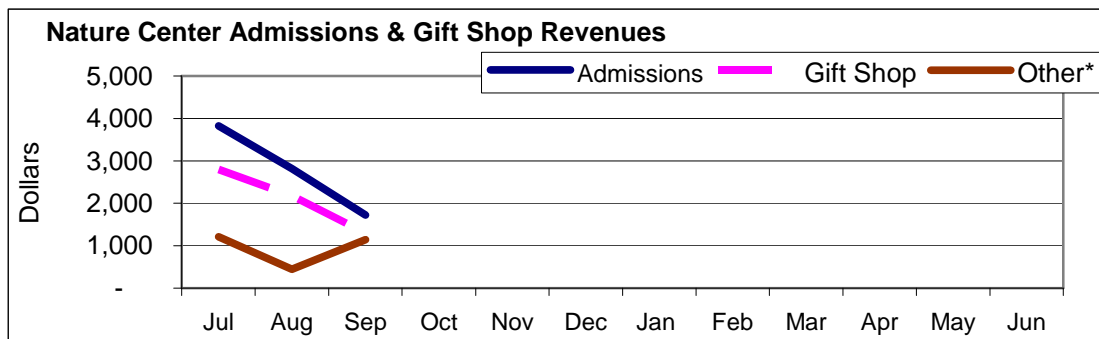 Nature Center Admissions & Gift Shop Revenues
Admissions Gift Shop Other*
Dollars
5,000
4,000
3,000
2,000
1,000
-
Jul Aug Sep Oct Nov Dec Jan Feb Mar Apr May Jun